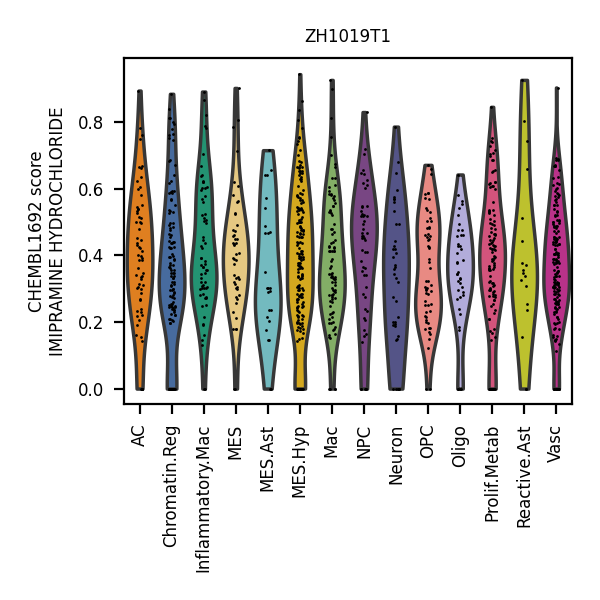 ZH1019T1
CHEMBL1692 score
IMIPRAMINE HYDROCHLORIDE
0.8
0.6
0.4
0.2
0.0
AC
Chromatin.Reg
Inflammatory.Mac
MES
MES.Ast
MES.Hyp
Mac
NPC
Neuron
OPC
Oligo
Prolif.Metab
Reactive.Ast
Vasc